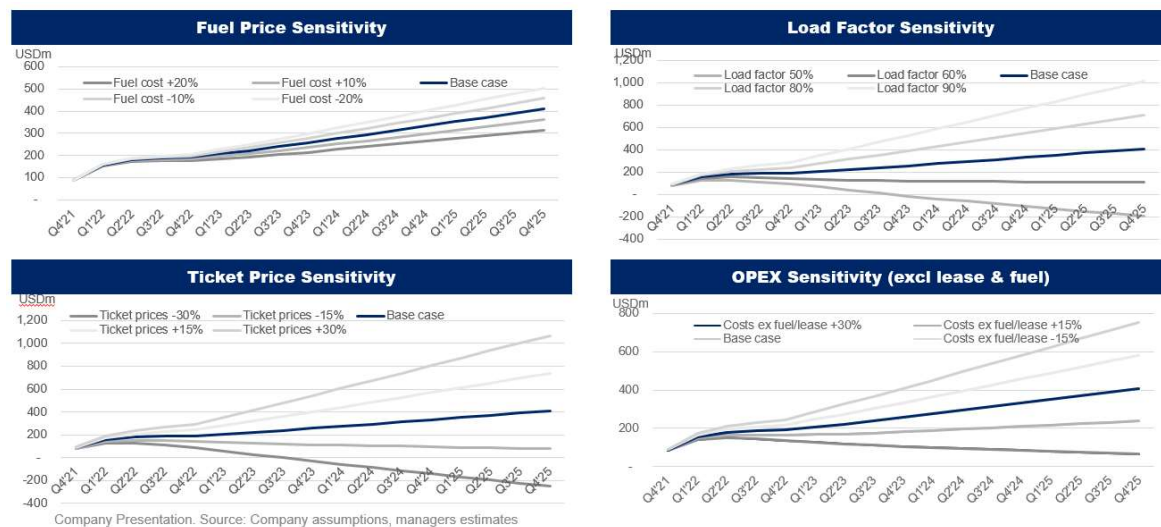 Fuel Price Sensitivity
USDm
600
500
400
300
200
100
-
Fuel cost +20%
Fuel cost +10%
Base case
Fuel cost -10%
Fuel cost -20%
Q4'21
Q1'22
Q2'22
Q3'22
Q4'22
Q1'23
Q2'23
Q3'23
Q4'23
Q1'24
Q2'24
Q3'24
Q4'24
Q1'25
Q2'25
Q3'25
Q4'25
Load Factor Sensitivity
USDm
1,200
1,000
800
600
400
200
-
-200
-400
Load factor 50%
Load factor 60%
Base case
Load factor 80%
Load factor 90%
Q4'21
Q1'22
Q2'22
Q3'22
Q4'22
Q1'23
Q2'23
Q3'23
Q4'23
Q1'24
Q2'24
Q3'24
Q4'24
Q1'25
Q2'25
Q3'25
Q4'25
Ticket Price Sensitivity
USDm
1,200
1,000
800
600
400
200
-
-200
-400
Ticket prices -30%
Ticket prices -15%
Base case
Ticket prices +15%
Ticket prices +30%
Q4'21
Q1'22
Q2'22
Q3'22
Q4'22
Q1'23
Q2'23
Q3'23
Q4'23
Q1'24
Q2'24
Q3'24
Q4'24
Q1'25
Q2'25
Q3'25
Q4'25
OPEX Sensitivity (excl lease & fuel)
USDm
800
600
400
200
-
Costs ex fuel/lease +30%
Costs ex fuel/lease +15%
Base case
Costs ex fuel/lease -15%
Q4'21
Q1'22
Q2'22
Q3'22
Q4'22
Q1'23
Q2'23
Q3'23
Q4'23
Q1'24
Q2'24
Q3'24
Q4'24
Q1'25
Q2'25
Q3'25
Q4'25
Company Presentation. Source: Company assumptions, managers estimates